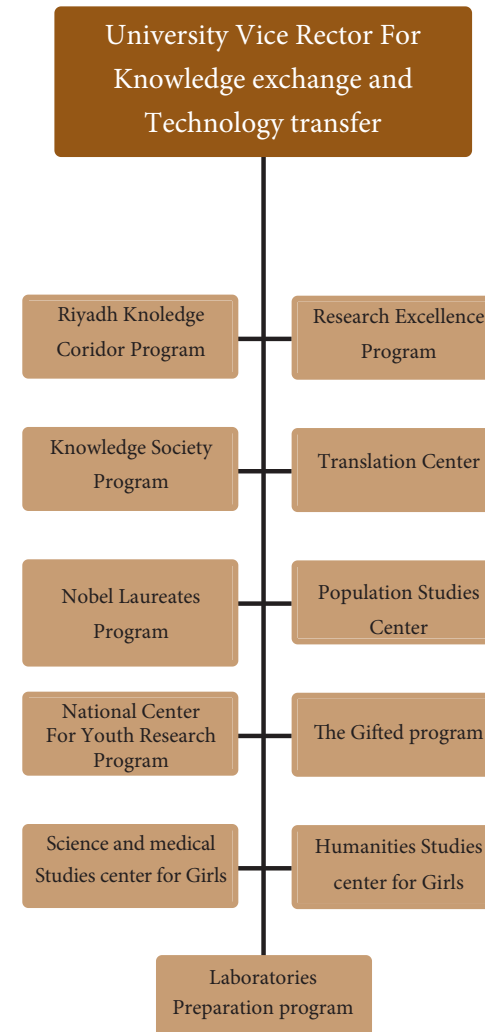 University Vice Rector For
Knowledge exchange and
Technology transfer
Riyadh Knoledge
Coridor Program
Research Excellence
Program
Knowledge Society
Program
Translation Center
Nobel Laureates
Program
Population Studies
Center
National Center
For Youth Research
Program
The Gifted program
Science and medical
Studies center for Girls
Humanities Studies
center for Girls
Laboratories
Preparation program